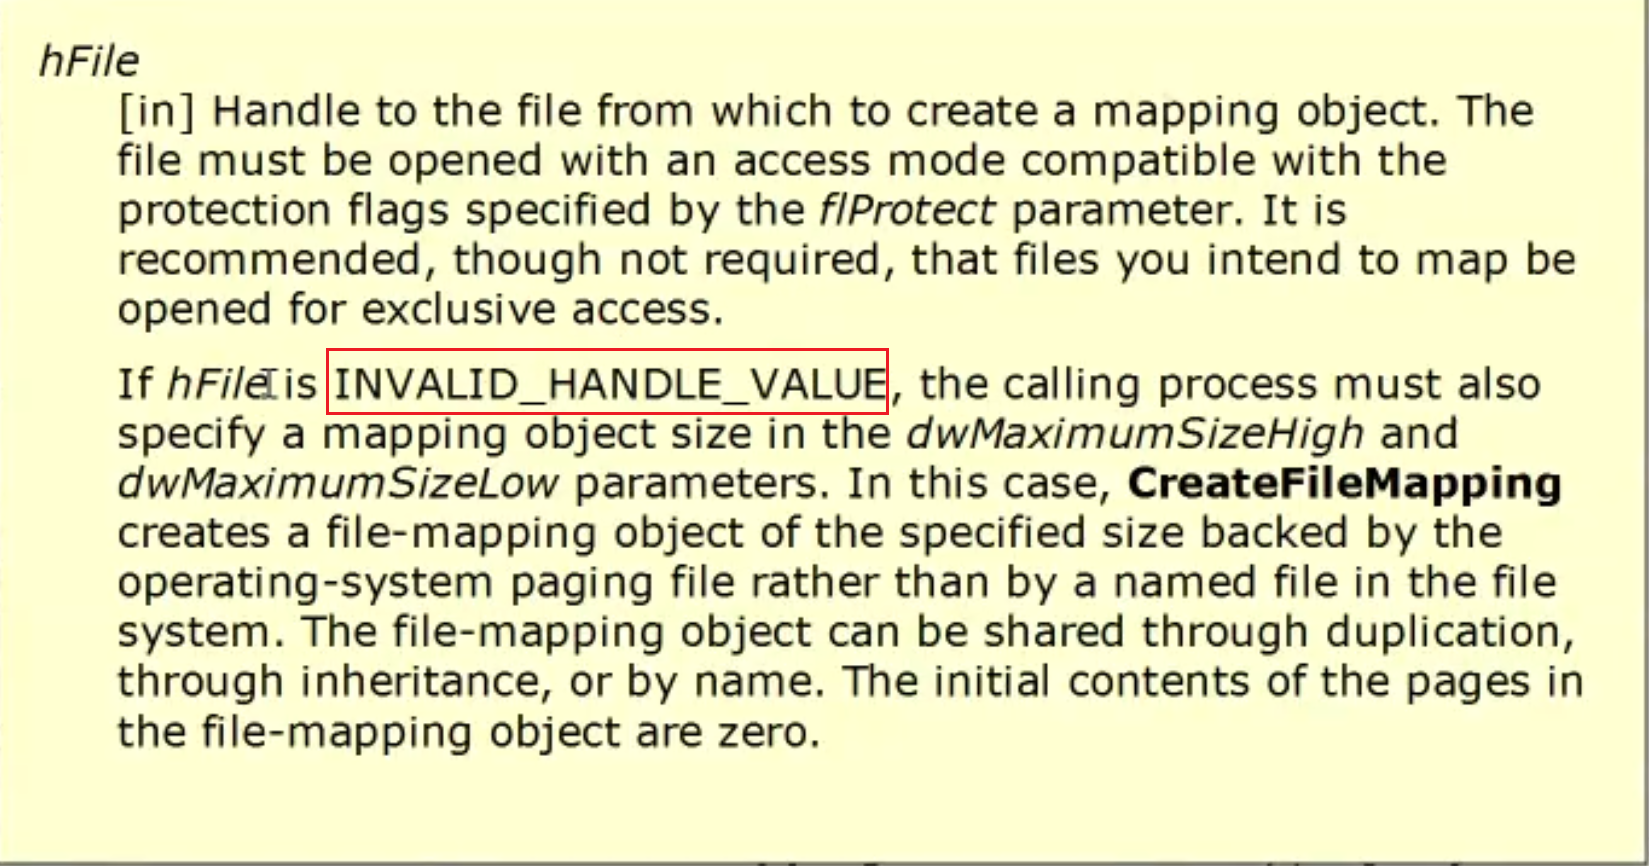 hFile
[in] Handle to the file from which to create a mapping object. The
file must be opened with an access mode compatible with the
protection flags specified by the flProtect parameter. It is
recommended, though not required, that files you intend to map be
opened for exclusive access.
If hFile is INVALID_HANDLE_VALUE, the calling process must also
specify a mapping object size in the dwMaximumSizeHigh and
dwMaximumSizeLow parameters. In this case, CreateFileMapping
creates a file-mapping object of the specified size backed by the
operating-system paging file rather than by a named file in the file
system. The file-mapping object can be shared through duplication,
through inheritance, or by name. The initial contents of the pages in
the file-mapping object are zero.